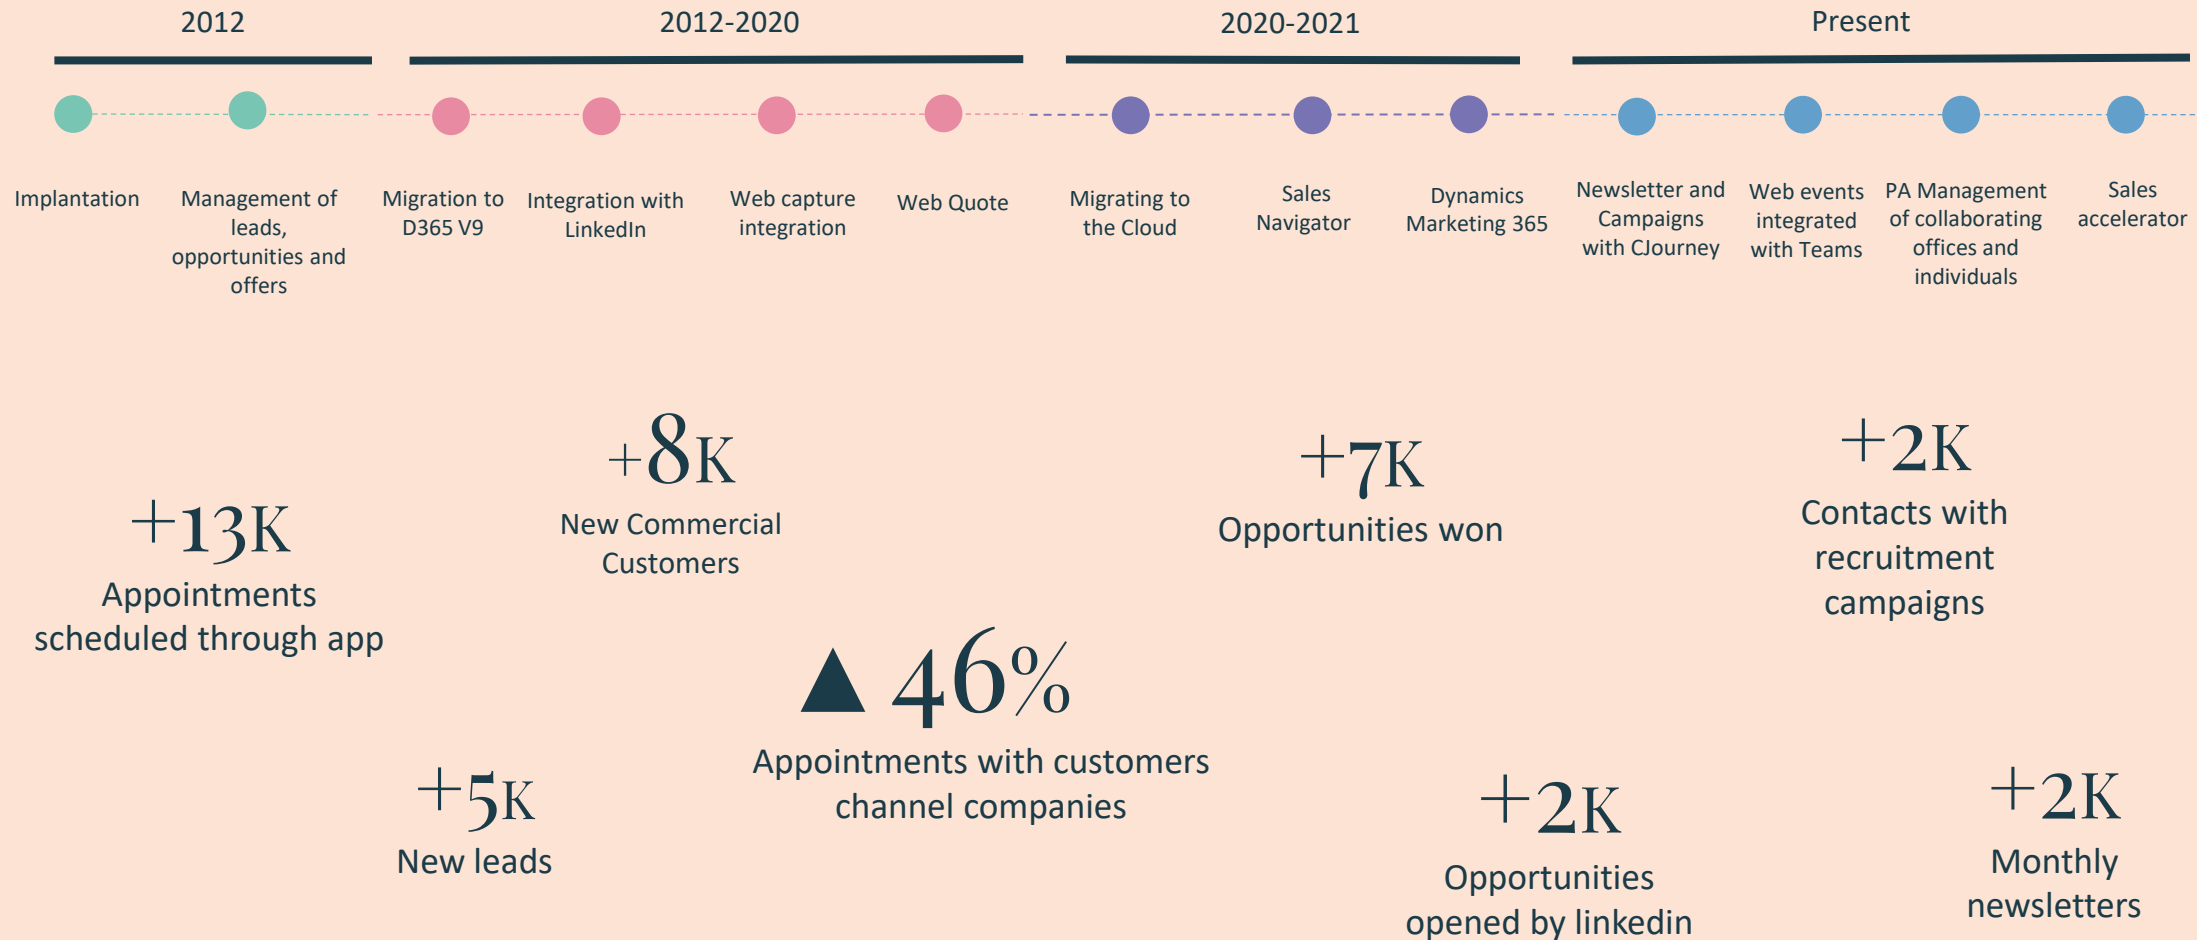 2012
2012-2020
2020-2021
Present
Implantation
Management of
leads,
opportunities and
offers
Migration to
D365 V9
Integration with
LinkedIn
Web capture
integration
Web Quote
Migrating to
the Cloud
Sales
Navigator
Dynamics
Marketing 365
Newsletter and
Campaigns
with CJourney
Web events
integrated
with Teams
PA Management
of collaborating
offices and
individuals
Sales
accelerator
+13K
Appointments
scheduled through app
+8K
New Commercial
Customers
+7K
Opportunities won
+2K
Contacts with
recruitment
campaigns
▲ 46%
Appointments with customers
channel companies
+5K
New leads
+2K
Opportunities
opened by linkedin
+2K
Monthly
newsletters